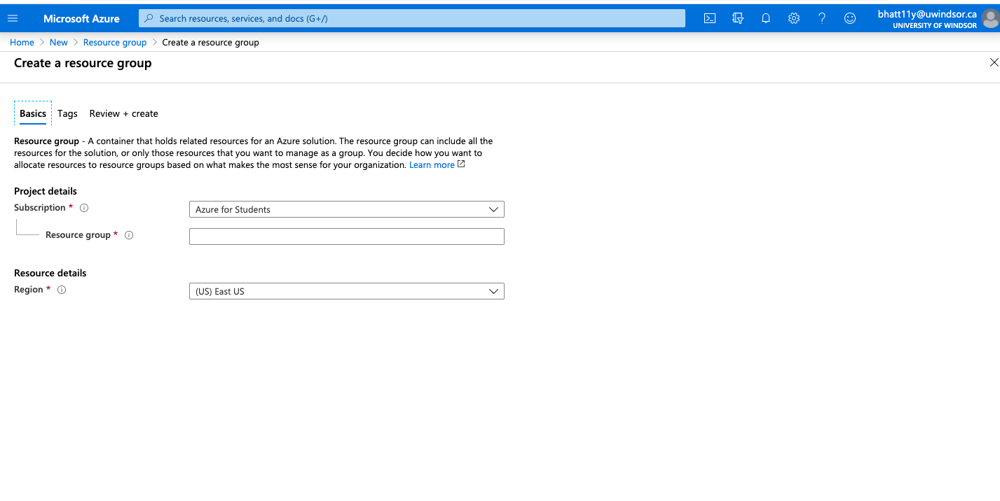 Microsoft Azure
Search resources, services, and docs (G+/)
bhatt11y@uwindsor.ca
UNIVERSITY OF WINDSOR
Home > New > Resource group > Create a resource group
Create a resource group
Basics Tags Review + create
Resource group - A container that holds related resources for an Azure solution. The resource group can include all the
resources for the solution, or only those resources that you want to manage as a group. You decide how you want to
allocate resources to resource groups based on what makes the most sense for your organization. Learn more
Project details
Subscription *
Azure for Students
Resource group *
Resource details
Region *
(US) East US